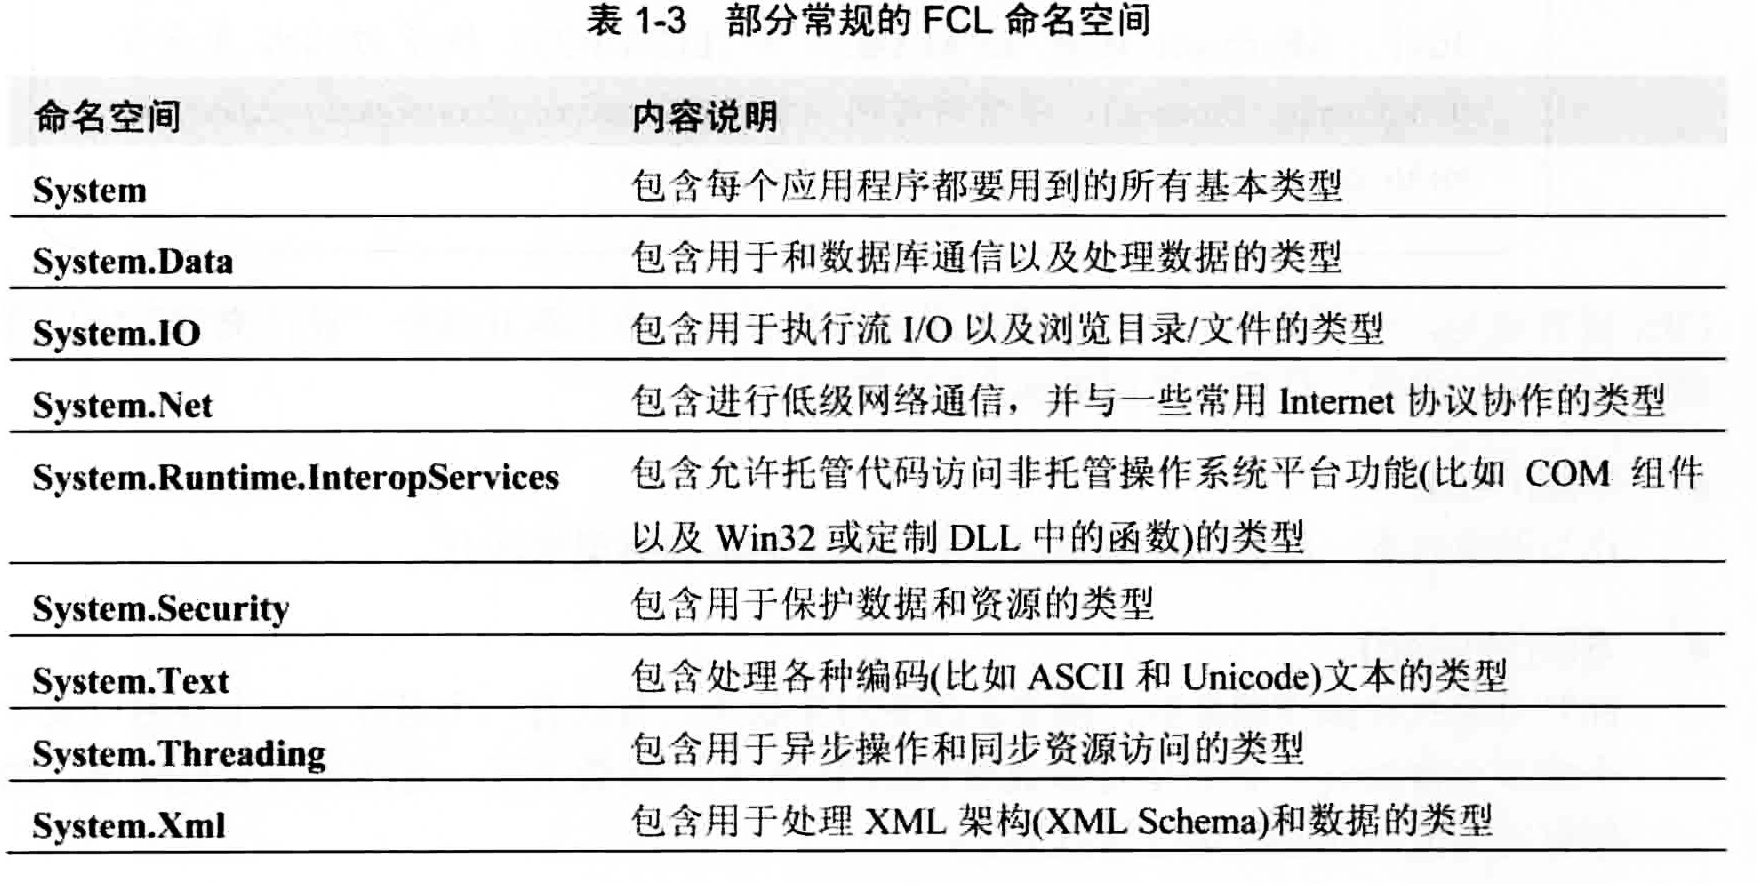 表 1-3 部分常规的 FCL 命名空间
命名空间 内容说明
System 包含每个应用程序都要用到的所有基本类型
System.Data 包含用于和数据库通信以及处理数据的类型
System.IO 包含用于执行流 I/O 以及浏览目录/文件的类型
System.Net 包含进行低级网络通信，并与一些常用 Internet 协议协作的类型
System.Runtime.InteropServices 包含允许托管代码访问非托管操作系统平台功能(比如 COM 组件
以及 Win32 或定制 DLL 中的函数)的类型
System.Security 包含用于保护数据和资源的类型
System.Text 包含处理各种编码(比如 ASCII 和 Unicode)文本的类型
System.Threading 包含用于异步操作和同步资源访问的类型
System.Xml 包含用于处理 XML 架构(XML Schema)和数据的类型